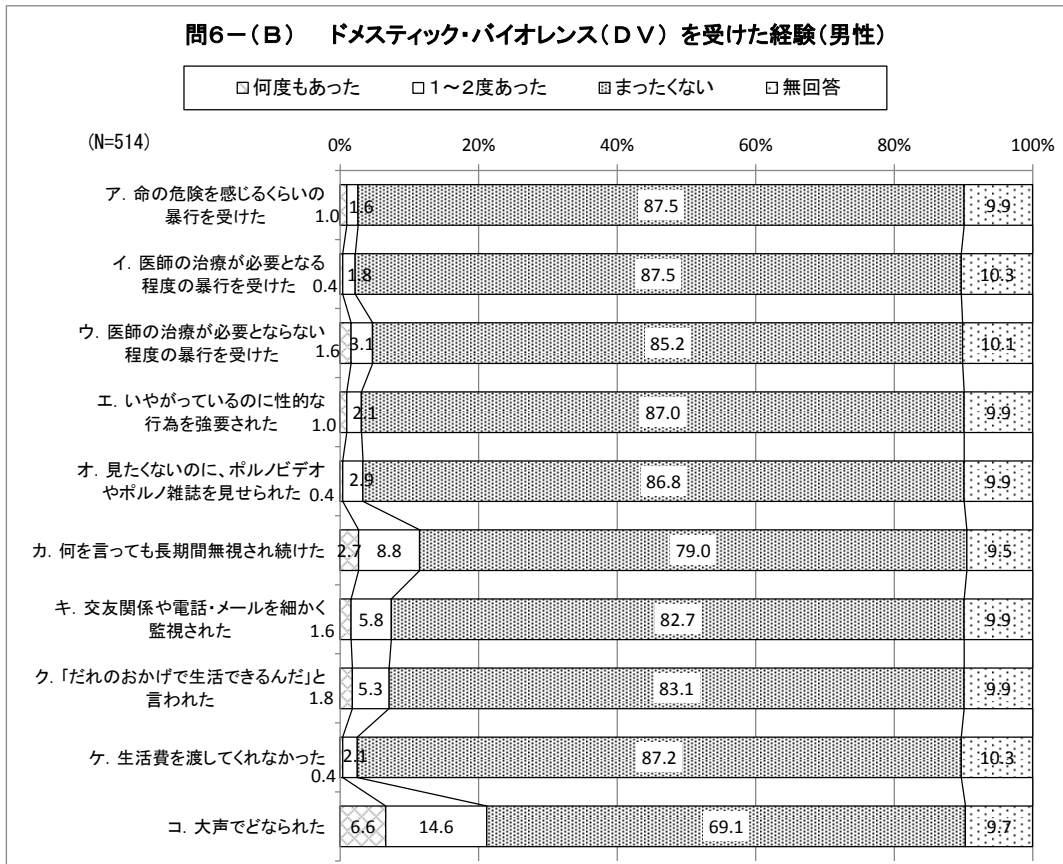 問6－（B）　ドメスティック・バイオレンス（ＤＶ）を受けた経験（男性）
何度もあった １～２度あった まったくない 無回答
(N=514)
0% 20% 40% 60% 80% 100%
ア．命の危険を感じるくらいの
暴行を受けた
1.0 1.6 87.5 9.9
イ．医師の治療が必要となる
程度の暴行を受けた
0.4 1.8 87.5 10.3
ウ．医師の治療が必要とならない
程度の暴行を受けた
1.6 3.1 85.2 10.1
エ．いやがっているのに性的な
行為を強要された
1.0 2.1 87.0 9.9
オ．見たくないのに、ポルノビデオ
やポルノ雑誌を見せられた
0.4 2.9 86.8 9.9
カ．何を言っても長期間無視され続けた
2.7 8.8 79.0 9.5
キ．交友関係や電話・メールを細かく
監視された
1.6 5.8 82.7 9.9
ク．「だれのおかげで生活できるんだ」と
言われた
1.8 5.3 83.1 9.9
ケ．生活費を渡してくれなかった
0.4 2.1 87.2 10.3
コ．大声でどなられた
6.6 14.6 69.1 9.7